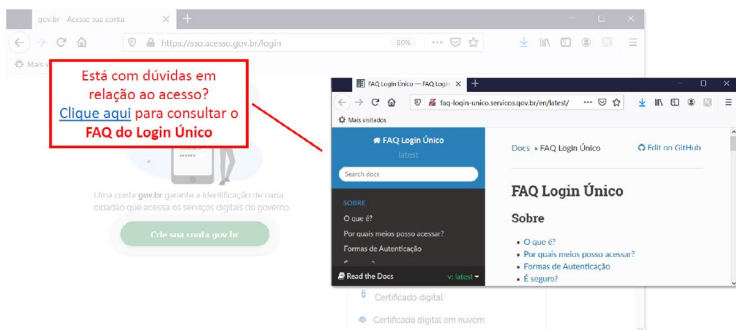 gov.br - Acesse sua conta
https://sso.acesso.gov.br/login
80%
Mais v
Está com dúvidas em
relação ao acesso?
Clique aqui para consultar o
FAQ do Login Único
Uma conta gov.br garante a identificação de cada
cidadão que acessa os serviços digitais do governo
Crie sua conta gov.br
Certificado digital
Certificado digital em nuvem
FAQ Login Único — FAQ Login
faq-login-unico.servicos.gov.br/en/latest/
Mais visitados
FAQ Login Único
latest
Search docs
SOBRE
O que é?
Por quais meios posso acessar?
Formas de Autenticação
Read the Docs
v: latest
Docs » FAQ Login Único
Edit on GitHub
FAQ Login Único
Sobre
• O que é?
• Por quais meios posso acessar?
• Formas de Autenticação
• É seguro?